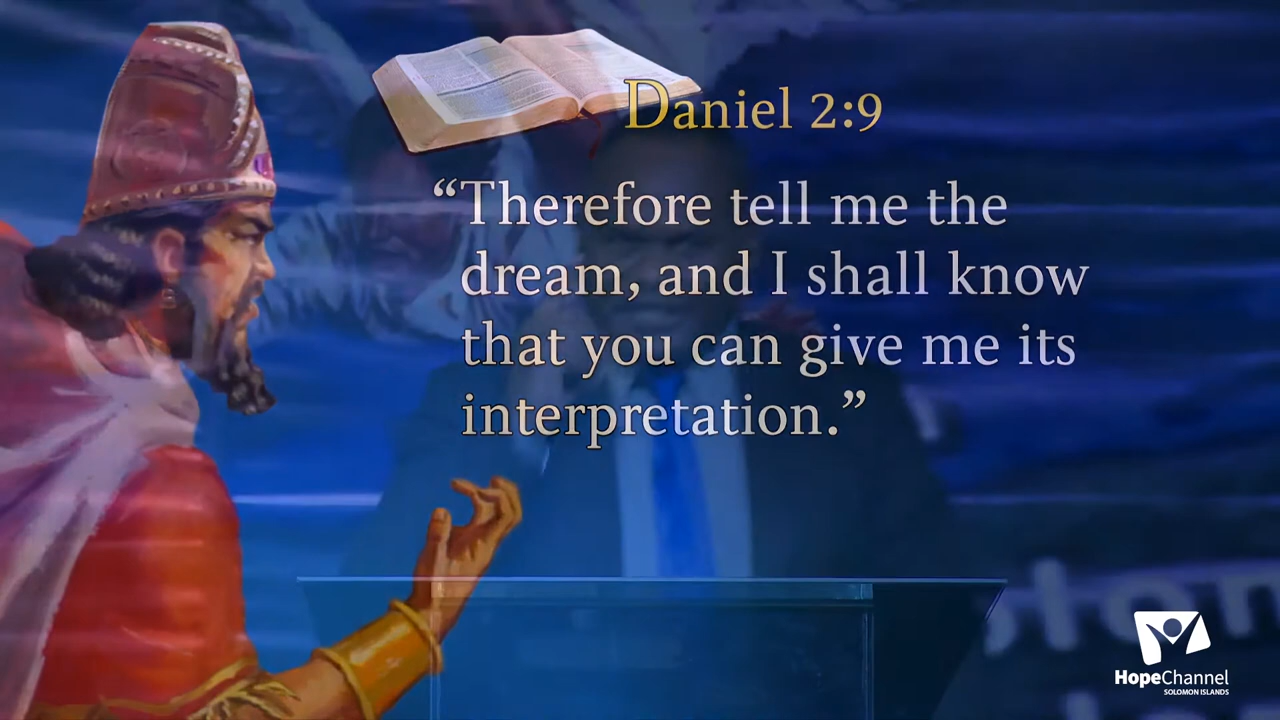 Daniel 2:9
“Therefore tell me the
dream, and I shall know
that you can give me its
interpretation.”
HopeChannel
SOLOMON ISLANDS